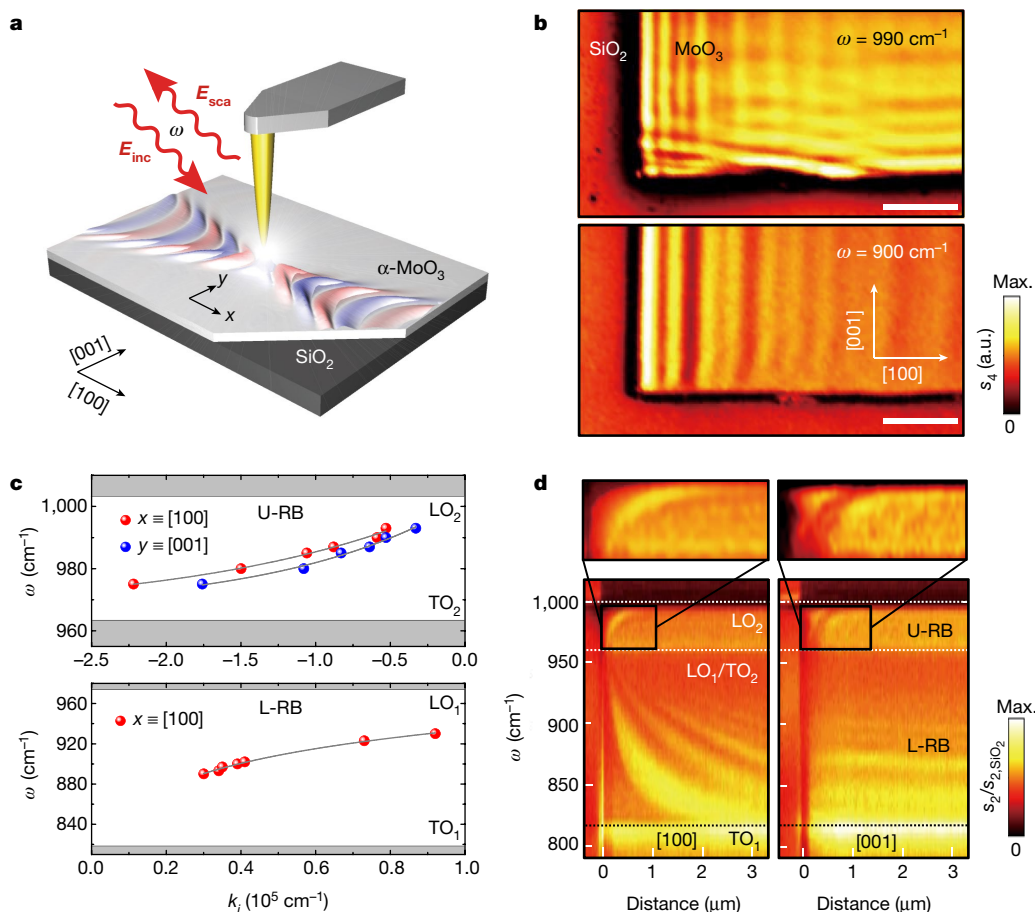 a
E_sca
ω
E_inc
α-MoO₃
y
x
SiO₂
[001]
[100]
b
SiO₂
MoO₃
ω = 990 cm⁻¹
ω = 900 cm⁻¹
[001]
[100]
Max.
s₄ (a.u.)
0
c
1,000
980
960
ω (cm⁻¹)
x ≡ [100]
y ≡ [001]
U-RB
LO₂
TO₂
−2.5
−2.0
−1.5
−1.0
−0.5
0.0
960
920
880
840
ω (cm⁻¹)
x ≡ [100]
L-RB
LO₁
TO₁
0.0
0.2
0.4
0.6
0.8
1.0
k_i (10⁵ cm⁻¹)
d
1,000
950
900
850
800
ω (cm⁻¹)
LO₂
LO₁/TO₂
U-RB
L-RB
TO₁
[100]
[001]
0
1
2
3
0
1
2
3
Distance (μm)
Distance (μm)
Max.
s₂/s₂,SiO₂
0